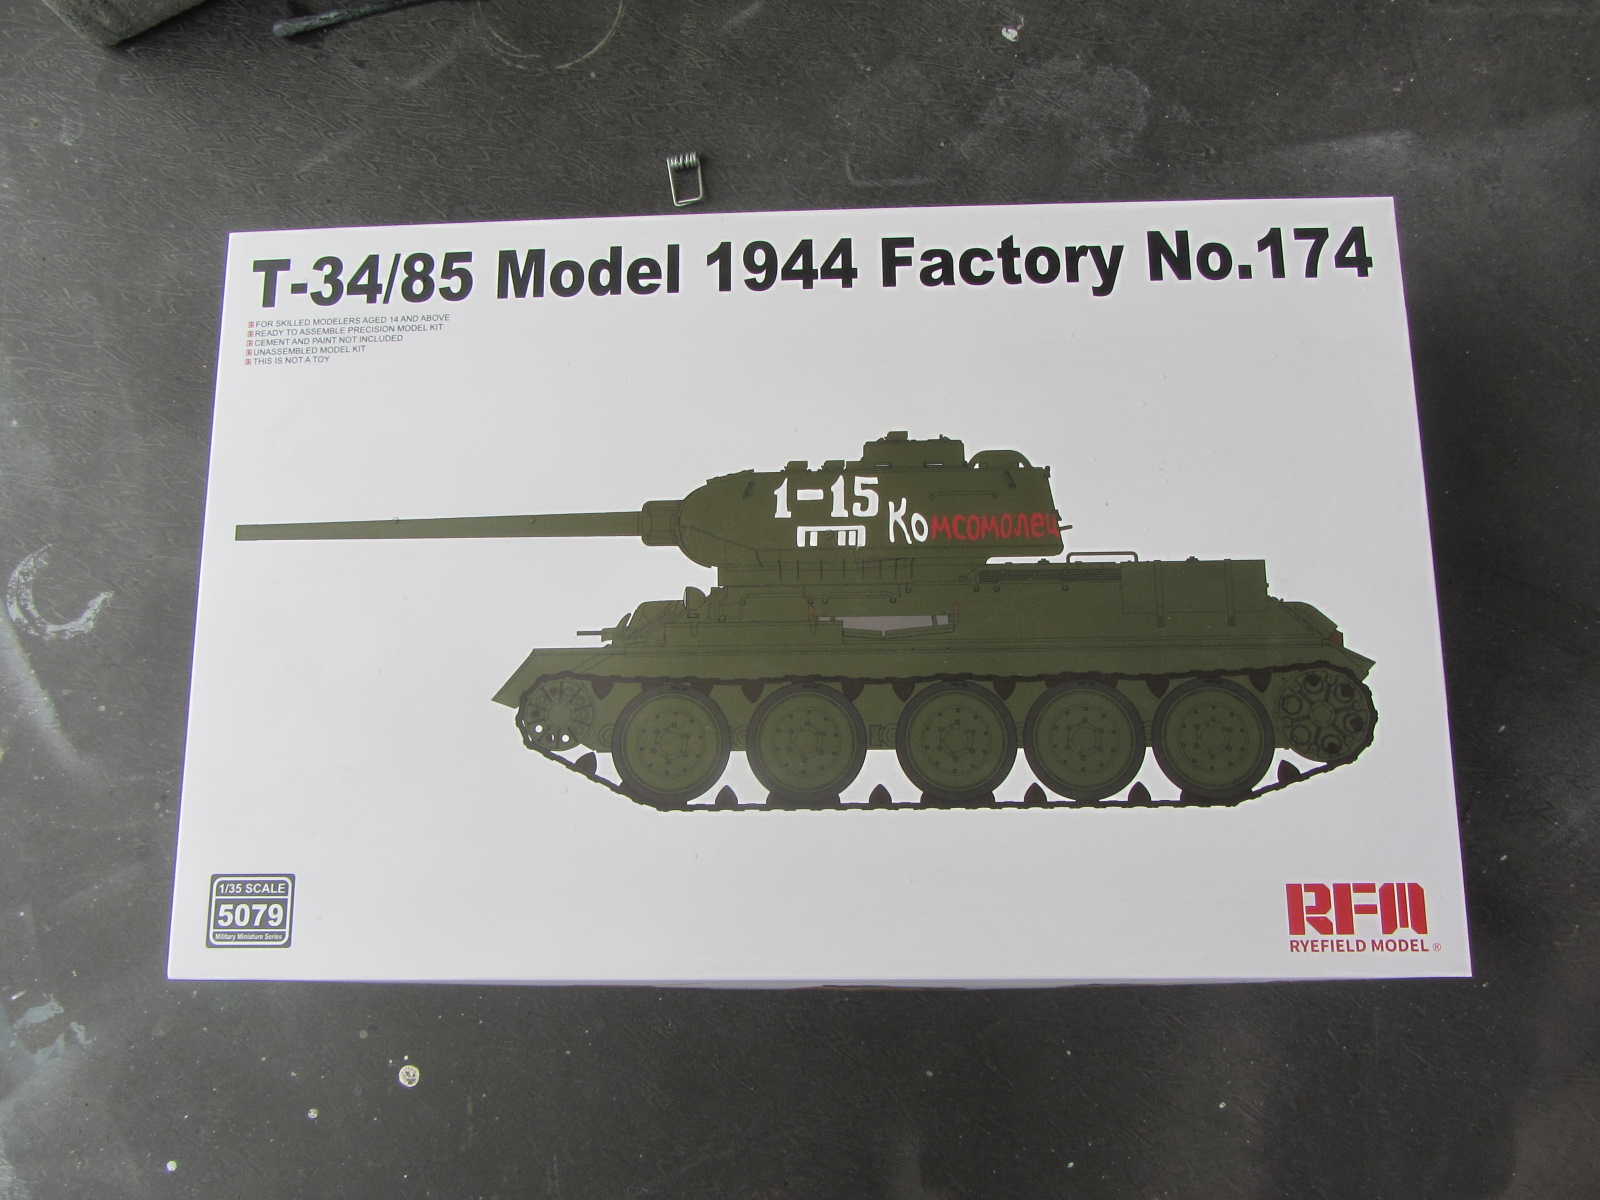 T-34/85 Model 1944 Factory No.174
FOR SKILLED MODELERS AGED 14 AND ABOVE
READY TO ASSEMBLE PRECISION MODEL KIT
CEMENT AND PAINT NOT INCLUDED
UNASSEMBLED MODEL KIT
THIS IS NOT A TOY
1-15
Комсомолец
1/35 SCALE
5079
Military Miniature Series
RFM
RYEFIELD MODEL®